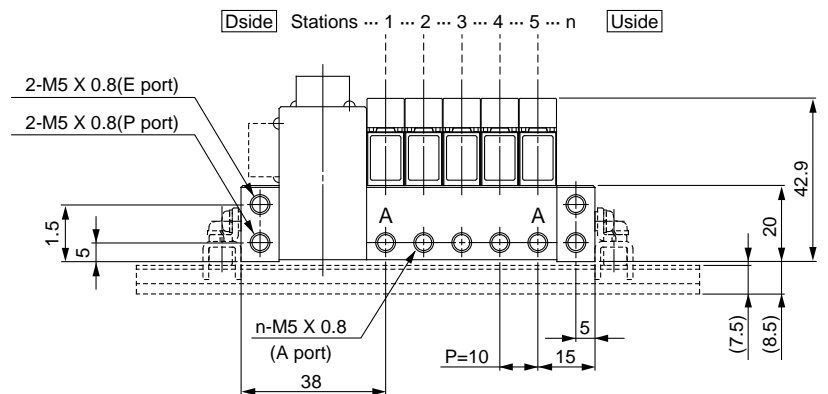 Dside Stations ··· 1 ·· 2 ·· 3 ·· 4 ·· 5 ·· n Uside
2-M5 X 0.8(E port)
2-M5 X 0.8(P port)
A A
1.5
5
42.9
20
n-M5 X 0.8
(A port)
P=10
5
15
38
(7.5)
(8.5)